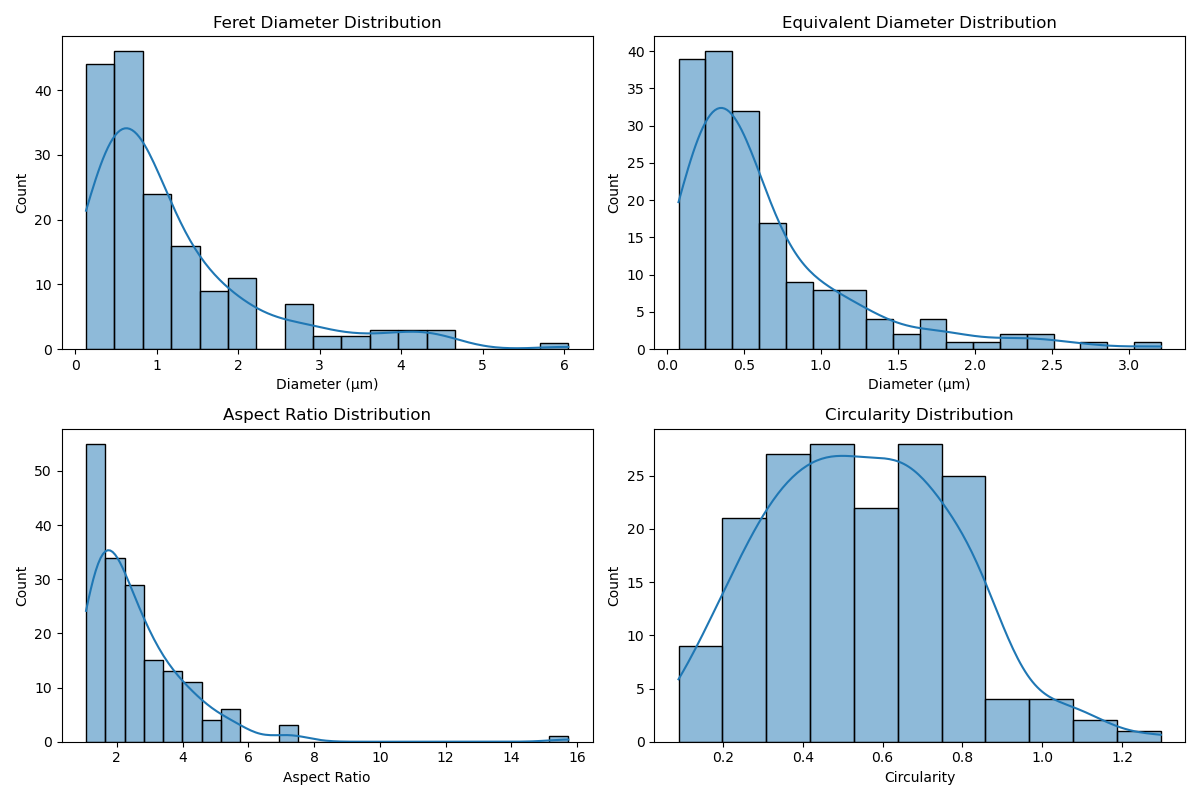 Feret Diameter Distribution
Count
40
30
20
10
0
0 1 2 3 4 5 6
Diameter (μm)
Equivalent Diameter Distribution
Count
40
35
30
25
20
15
10
5
0
0.0 0.5 1.0 1.5 2.0 2.5 3.0
Diameter (μm)
Aspect Ratio Distribution
Count
50
40
30
20
10
0
2 4 6 8 10 12 14 16
Aspect Ratio
Circularity Distribution
Count
25
20
15
10
5
0
0.2 0.4 0.6 0.8 1.0 1.2
Circularity